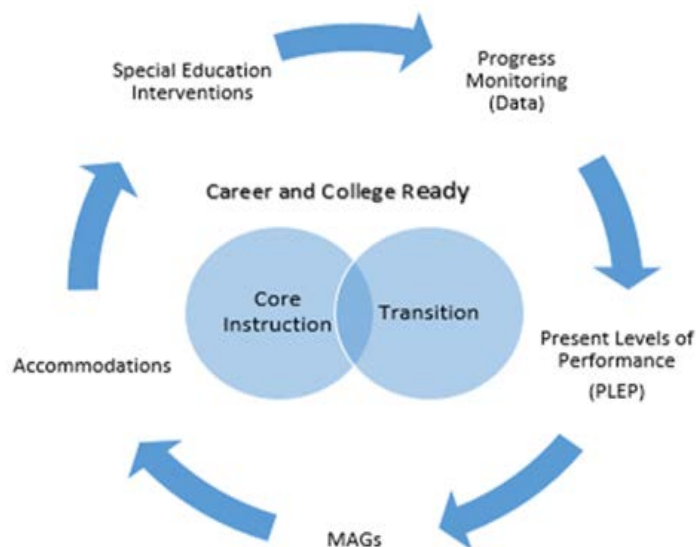 Special Education
Interventions
Progress
Monitoring
(Data)
Career and College Ready
Core
Instruction
Transition
Present Levels of
Performance
(PLEP)
Accommodations
MAGs